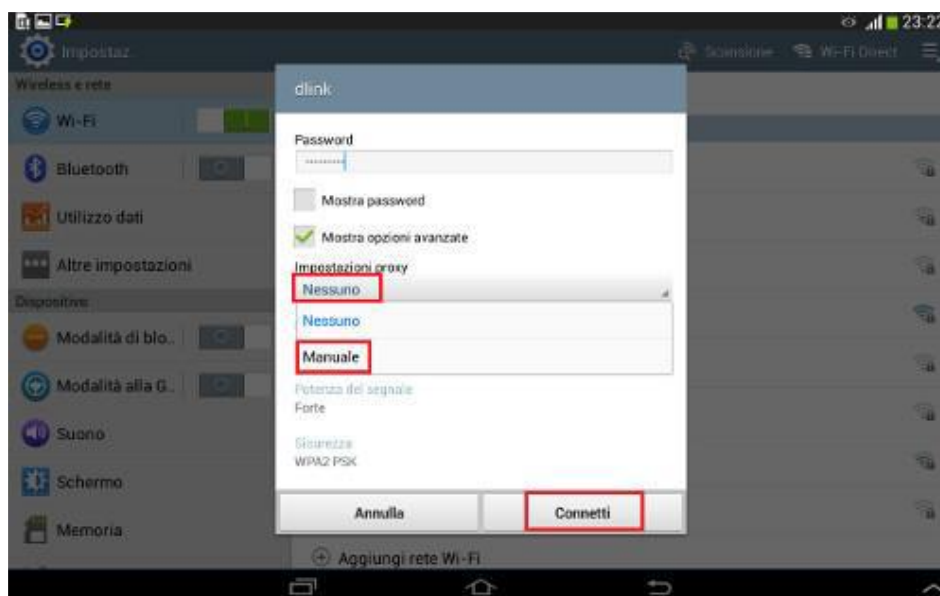 23:22
Impostaz
Scansione
Wi-Fi Direct
Wireless e rete
Wi-Fi
Bluetooth
Utilizzo dati
Altre impostazioni
Dispositivo
Modalità di blo..
Modalità alla G..
Suono
Schermo
Memoria
dlink
Password
Mostra password
Mostra opzioni avanzate
Impostazioni proxy
Nessuno
Nessuno
Manuale
Potenza del segnale
Forte
Sicurezza
WPA2 PSK
Annulla
Connetti
Aggiungi rete Wi-Fi